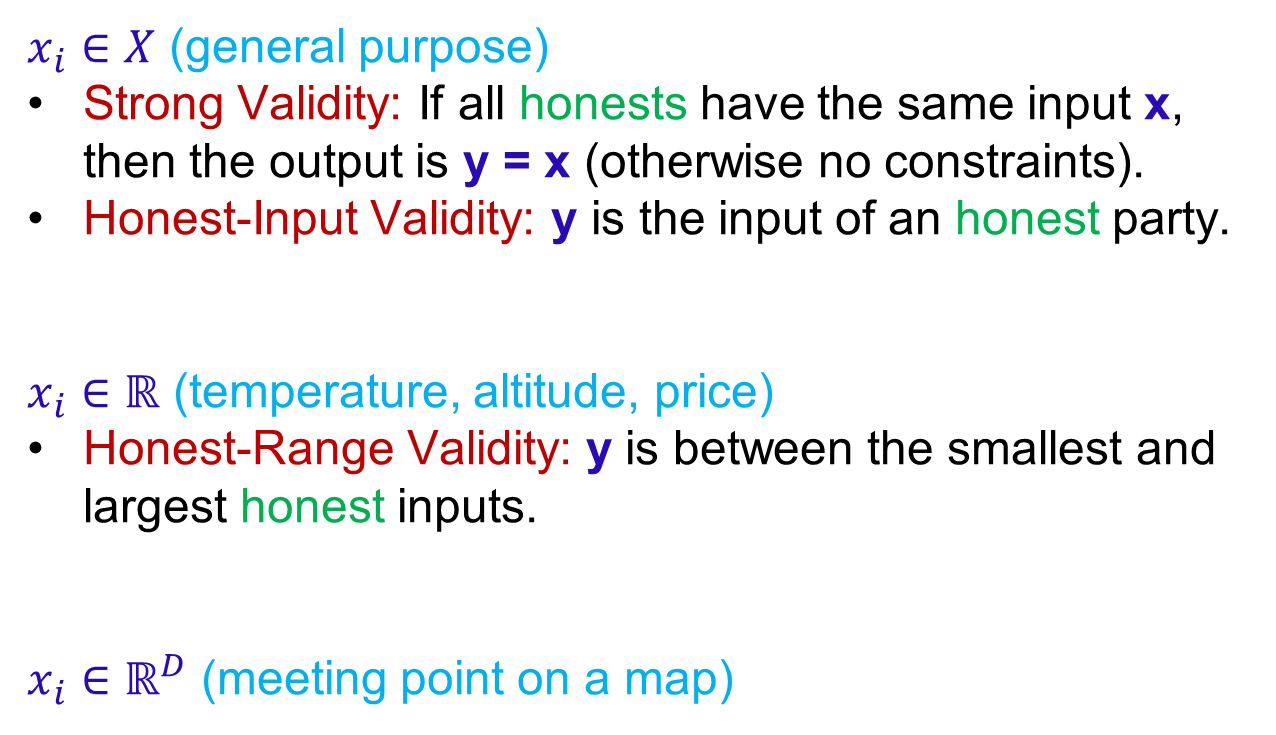 xᵢ ∈ X (general purpose)
• Strong Validity: If all honests have the same input x,
then the output is y = x (otherwise no constraints).
• Honest-Input Validity: y is the input of an honest party.
xᵢ ∈ ℝ (temperature, altitude, price)
• Honest-Range Validity: y is between the smallest and
largest honest inputs.
xᵢ ∈ ℝᴰ (meeting point on a map)